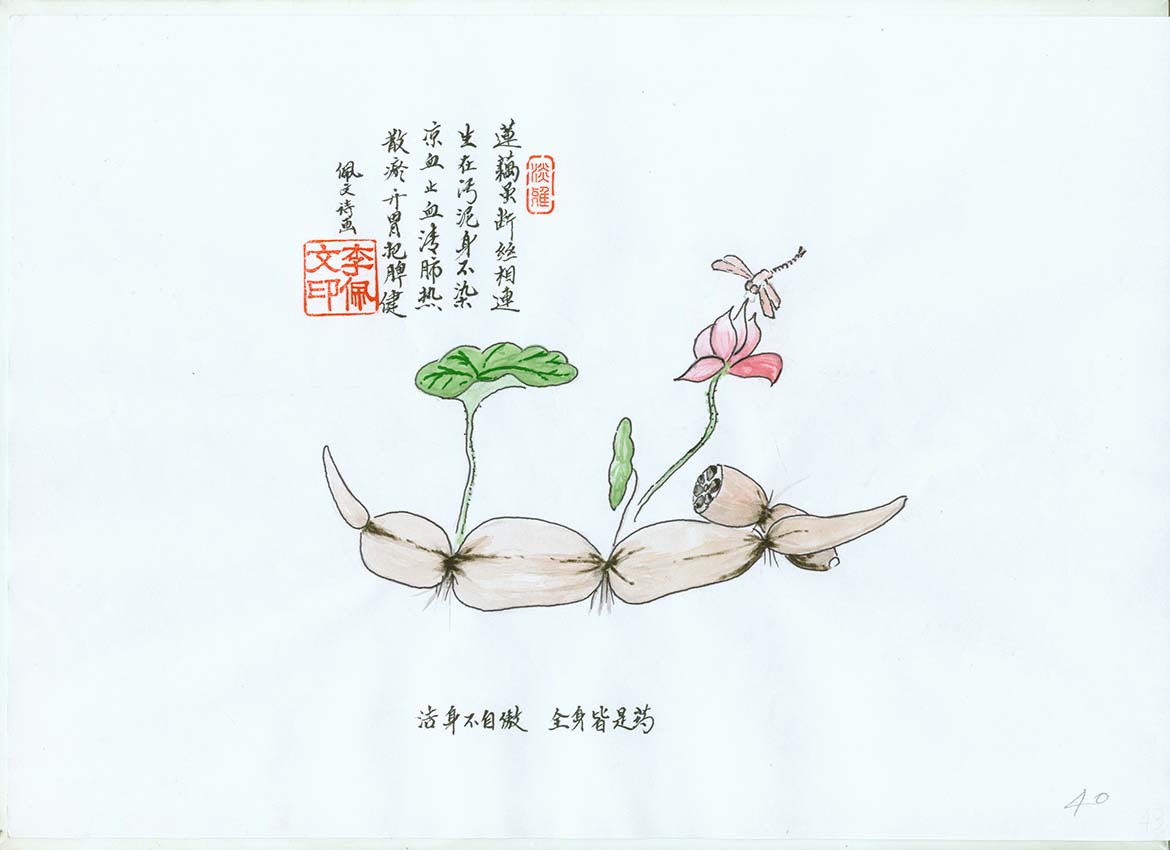 淡雅
蓮藕虽断丝相連
生在污泥身不染
凉血止血清肺热
散瘀开胃把脾健
佩文诗画
李佩文印
洁身不自傲 全身皆是药
40